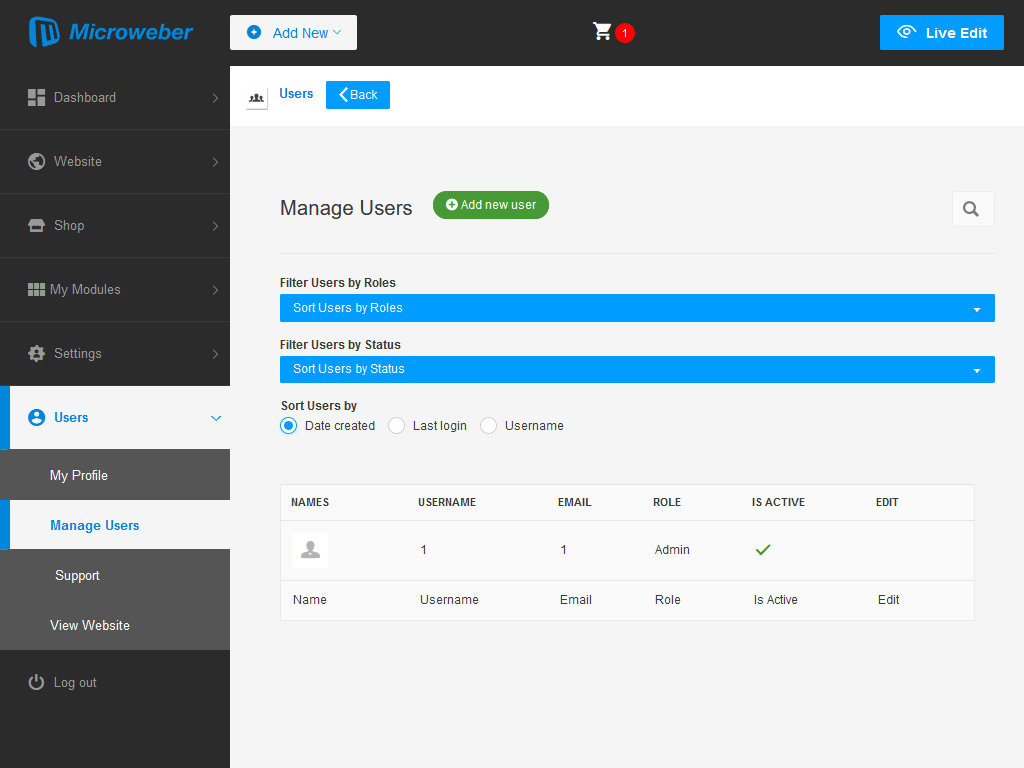 Microweber
Add New
1
Live Edit
Dashboard
Website
Shop
My Modules
Settings
Users
My Profile
Manage Users
Support
View Website
Log out
Users
Back
Manage Users
Add new user
Filter Users by Roles
Sort Users by Roles
Filter Users by Status
Sort Users by Status
Sort Users by
Date created Last login Username
NAMES USERNAME EMAIL ROLE IS ACTIVE EDIT
1 1 Admin
Name Username Email Role Is Active Edit